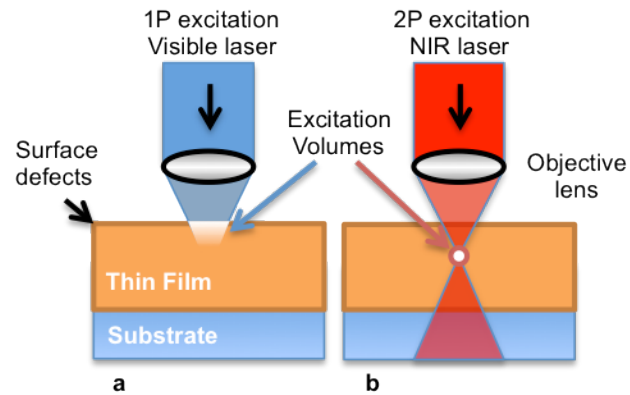 1P excitation
Visible laser
2P excitation
NIR laser
Excitation
Volumes
Surface
defects
Objective
lens
Thin Film
Substrate
a
b